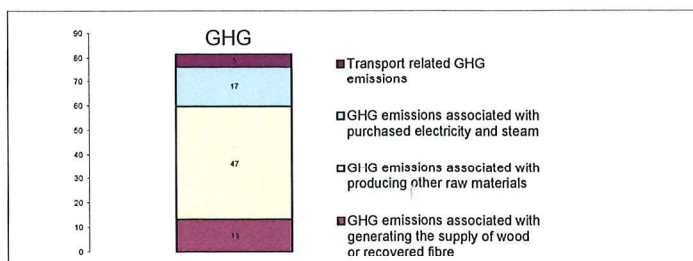 GHG
90
80
70
60
50
40
30
20
10
0
5
17
47
13
Transport related GHG
emissions
GHG emissions associated with
purchased electricity and steam
GHG emissions associated with
producing other raw materials
GHG emissions associated with
generating the supply of wood
or recovered fibre